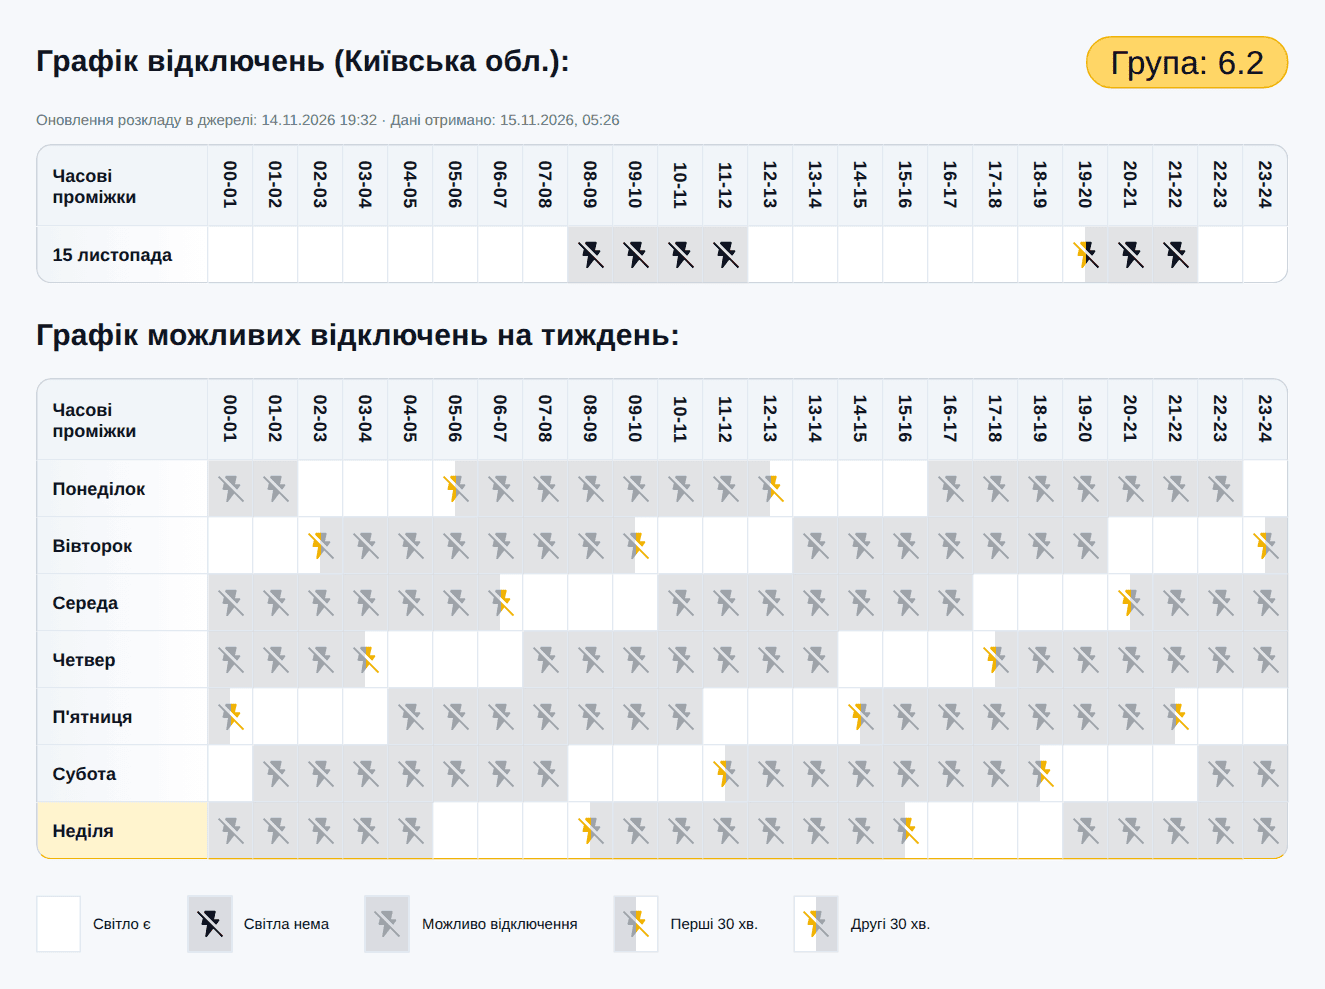 Графік відключень (Київська обл.):
Група: 6.2
Оновлення розкладу в джерелі: 14.11.2026 19:32 · Дані отримано: 15.11.2026, 05:26
Часові проміжки 00-01 01-02 02-03 03-04 04-05 05-06 06-07 07-08 08-09 09-10 10-11 11-12 12-13 13-14 14-15 15-16 16-17 17-18 18-19 19-20 20-21 21-22 22-23 23-24
15 листопада
Графік можливих відключень на тиждень:
Часові проміжки 00-01 01-02 02-03 03-04 04-05 05-06 06-07 07-08 08-09 09-10 10-11 11-12 12-13 13-14 14-15 15-16 16-17 17-18 18-19 19-20 20-21 21-22 22-23 23-24
Понеділок
Вівторок
Середа
Четвер
П'ятниця
Субота
Неділя
Світло є Світла нема Можливо відключення Перші 30 хв. Другі 30 хв.